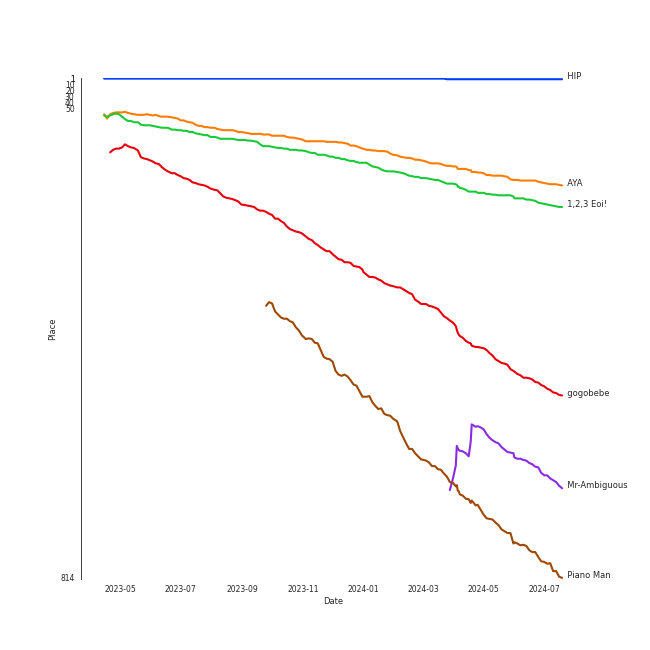 1
10
20
30
40
50
814
Place
HIP
AYA
1,2,3 Eoi!
gogobebe
Mr-Ambiguous
Piano Man
2023-05 2023-07 2023-09 2023-11 2024-01 2024-03 2024-05 2024-07
Date